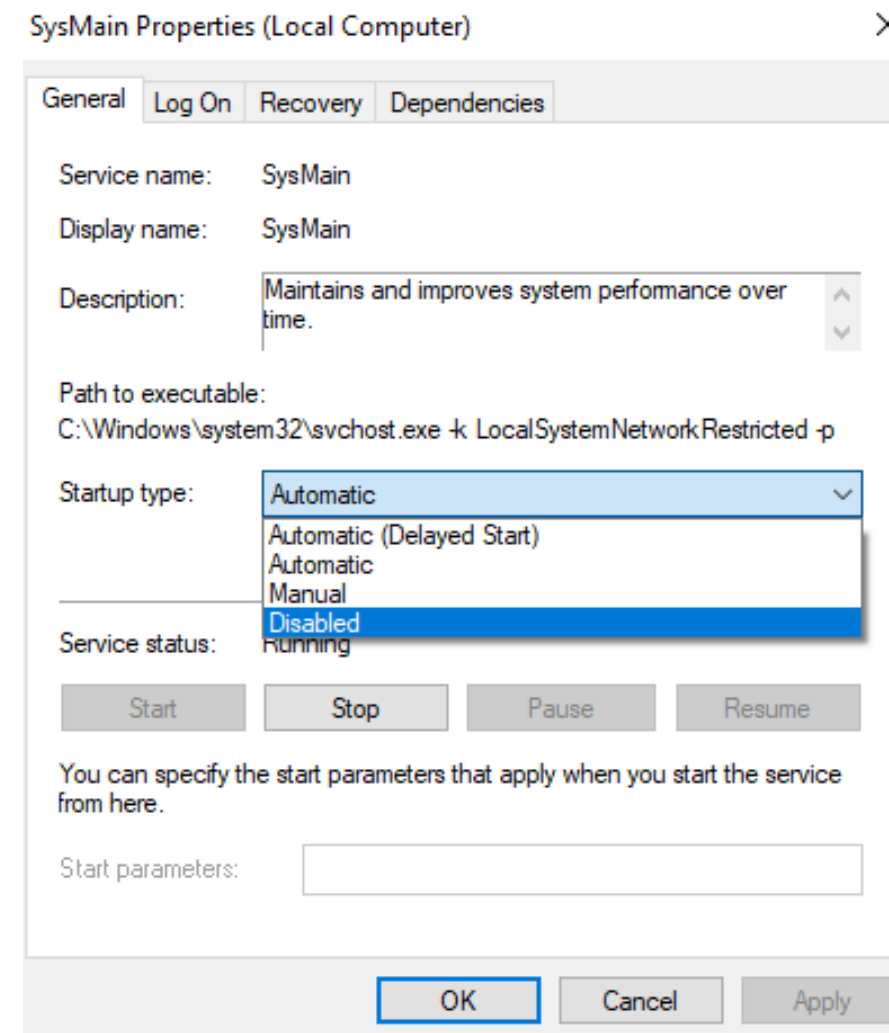 SysMain Properties (Local Computer)
General Log On Recovery Dependencies
Service name: SysMain
Display name: SysMain
Description: Maintains and improves system performance over
time.
Path to executable:
C:\Windows\system32\svchost.exe -k LocalSystemNetworkRestricted -p
Startup type: Automatic
Automatic (Delayed Start)
Automatic
Manual
Disabled
Service status: Running
Start Stop Pause Resume
You can specify the start parameters that apply when you start the service
from here.
Start parameters:
OK Cancel Apply